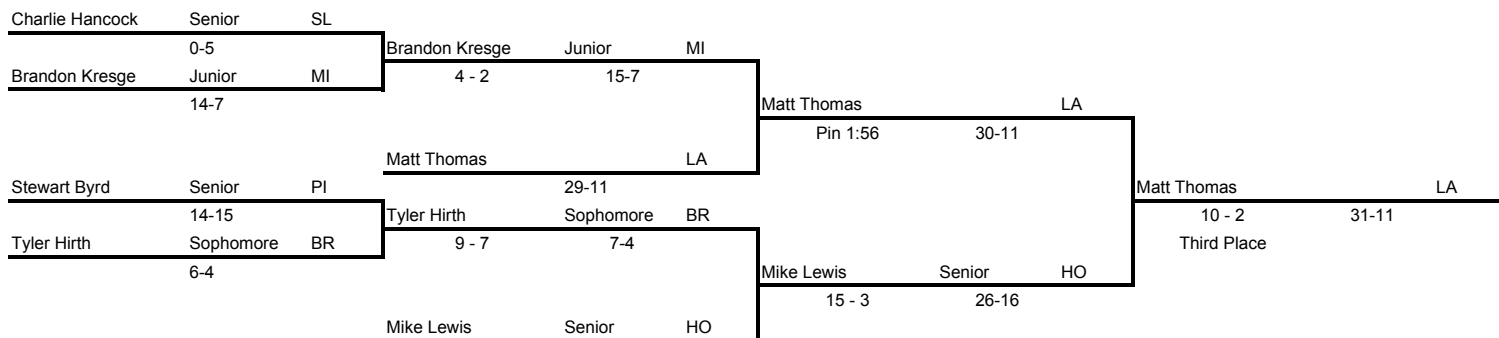 Charlie Hancock Senior SL
0-5 Brandon Kresge Junior MI
Brandon Kresge Junior MI 4 - 2 15-7
14-7 Matt Thomas LA
Pin 1:56 30-11
Matt Thomas LA
Stewart Byrd Senior PI 29-11 Matt Thomas LA
14-15 Tyler Hirth Sophomore BR 10 - 2 31-11
Tyler Hirth Sophomore BR 9 - 7 7-4 Third Place
6-4 Mike Lewis Senior HO
15 - 3 26-16
Mike Lewis Senior HO